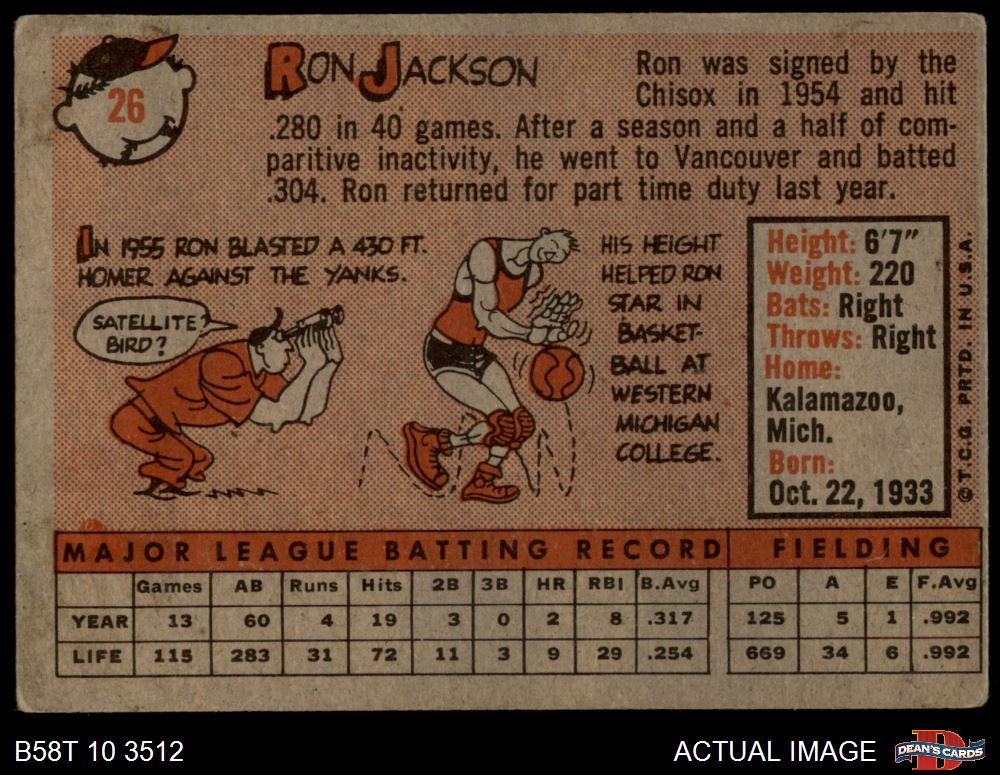 26
RON JACKSON
Ron was signed by the
Chisox in 1954 and hit
.280 in 40 games. After a season and a half of com-
paritive inactivity, he went to Vancouver and batted
.304. Ron returned for part time duty last year.
IN 1955 RON BLASTED A 430 FT.
HOMER AGAINST THE YANKS.
SATELLITE?
BIRD?
HIS HEIGHT
HELPED RON
STAR IN
BASKET-
BALL AT
WESTERN
MICHIGAN
COLLEGE.
Height: 6'7"
Weight: 220
Bats: Right
Throws: Right
Home:
Kalamazoo,
Mich.
Born:
Oct. 22, 1933
© T.C.G. PRTD. IN U.S.A.
MAJOR LEAGUE BATTING RECORD FIELDING
Games AB Runs Hits 2B 3B HR RBI B.Avg PO A E F.Avg
YEAR 13 60 4 19 3 0 2 8 .317 125 5 1 .992
LIFE 115 283 31 72 11 3 9 29 .254 669 34 6 .992
B58T 10 3512
ACTUAL IMAGE
D
DEAN'S CARDS